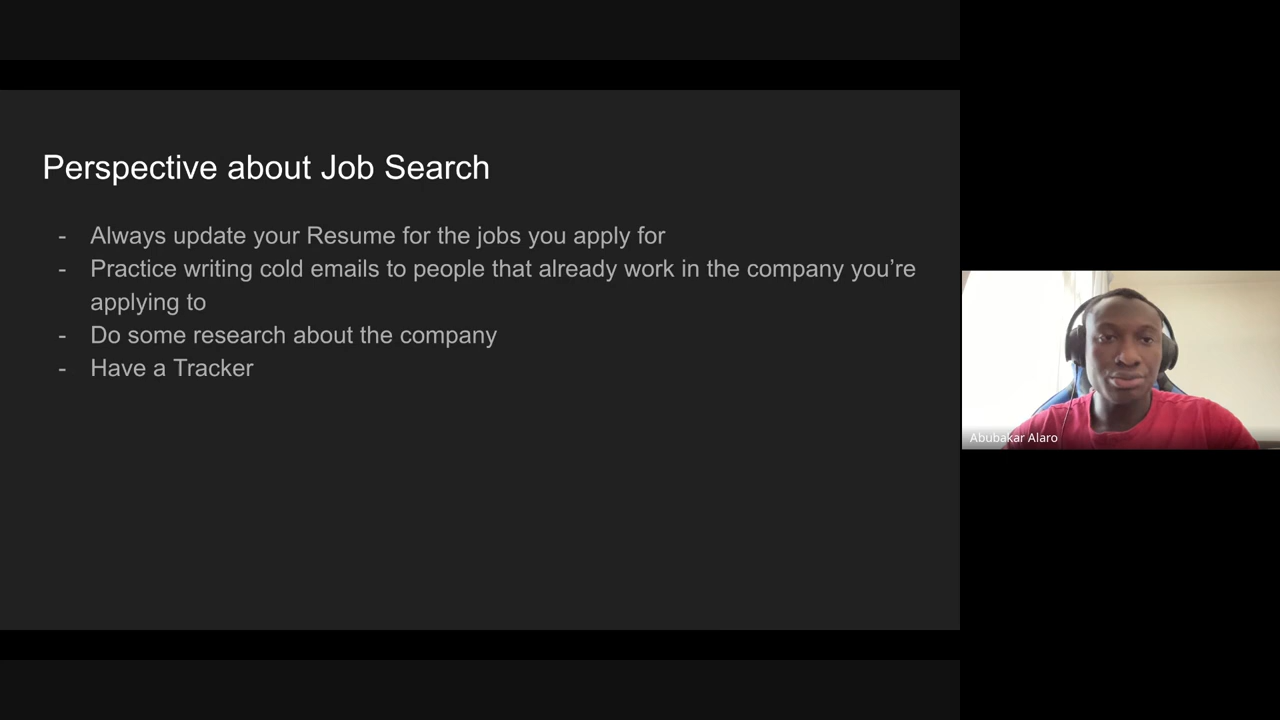 Perspective about Job Search
- Always update your Resume for the jobs you apply for
- Practice writing cold emails to people that already work in the company you’re
applying to
- Do some research about the company
- Have a Tracker
Abubakar Alaro